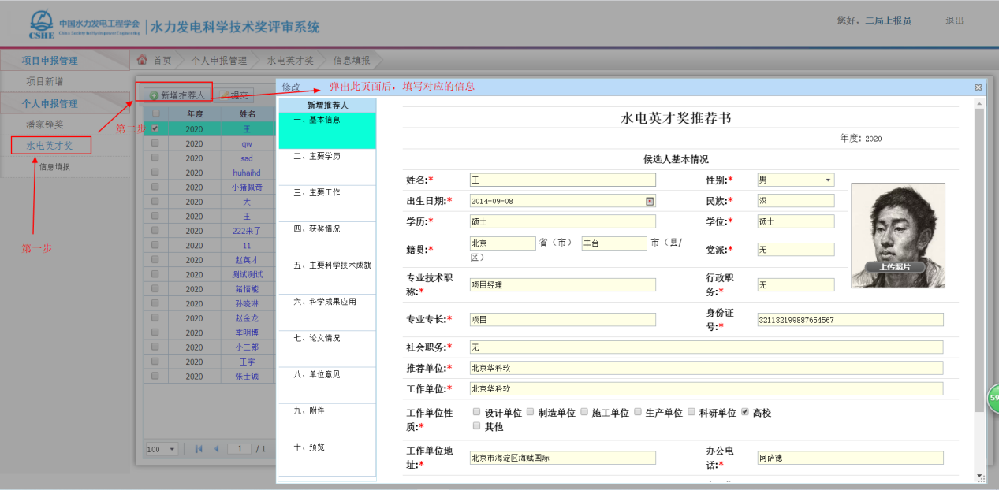 中国水力发电工程学会
China Society for Hydropower Engineering
CSHE
水力发电科学技术奖评审系统
您好，二局上报员 退出
项目申报管理
项目新增
个人申报管理
潘家铮奖
水电英才奖
信息填报
第一步
第二步
首页 个人申报管理 水电英才奖 信息填报
新增推荐人 提交
年度 姓名
2020 王
2020 qw
2020 sad
2020 huhaihd
2020 小猪佩奇
2020 大
2020 王
2020 222来了
2020 11
2020 赵英才
2020 测试测试
2020 猪悟能
2020 孙晓琳
2020 赵金龙
2020 李明博
2020 小二郎
2020 王宇
2020 张士诚
100 1 / 1
修改 弹出此页面后，填写对应的信息
新增推荐人
一、基本信息
二、主要学历
三、主要工作
四、获奖情况
五、主要科学技术成就
六、科学成果应用
七、论文情况
八、单位意见
九、附件
十、预览
水电英才奖推荐书
年度: 2020
候选人基本情况
姓名:* 王 性别:* 男
出生日期:* 2014-09-08 民族:* 汉
学历:* 硕士 学位:* 硕士
籍贯:* 北京 省（市） 丰台 市（县/
区） 党派:* 无
上传照片
专业技术职
称:* 项目经理 行政职
务:* 无
专业专长:* 项目 身份证
号:* 321132199887654567
社会职务:* 无
推荐单位:* 北京华科软
工作单位:* 北京华科软
工作单位性
质:* 设计单位 制造单位 施工单位 生产单位 科研单位 高校
其他
工作单位地
址:* 北京市海淀区海赋国际 办公电
话:* 阿萨德
59